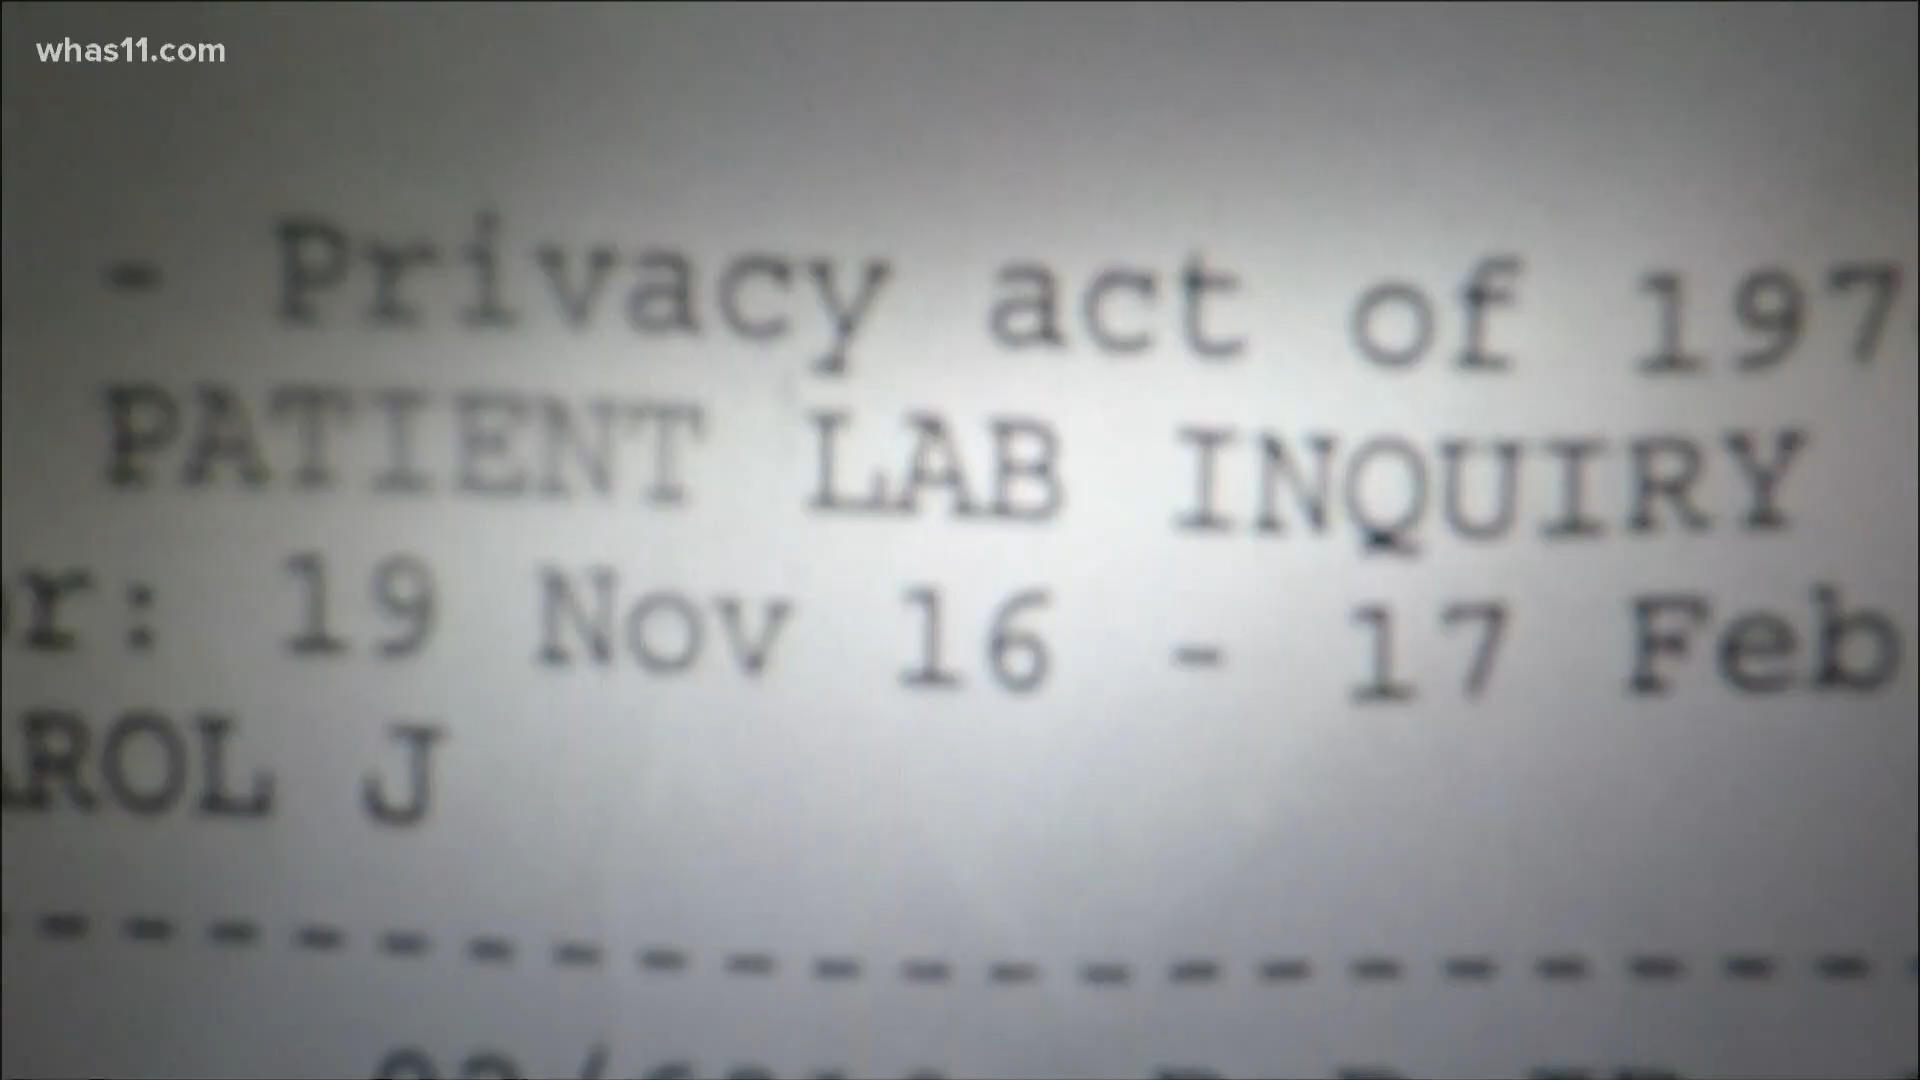 whas11.com
- Privacy act of 197
PATIENT LAB INQUIRY
r: 19 Nov 16 - 17 Feb
AROL J
- - - - - - - - - - - - - - - - - - - - - -